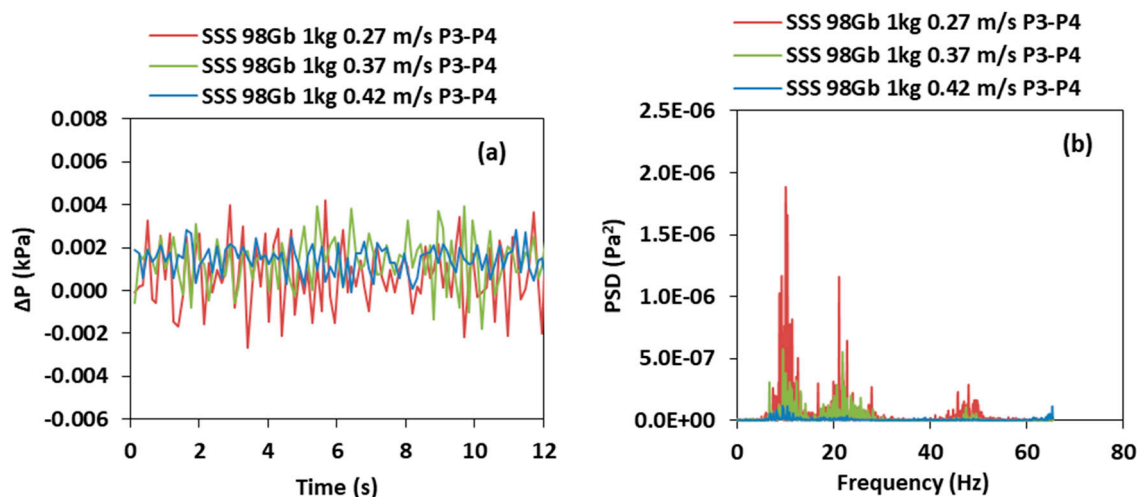 SSS 98Gb 1kg 0.27 m/s P3-P4
SSS 98Gb 1kg 0.37 m/s P3-P4
SSS 98Gb 1kg 0.42 m/s P3-P4
0.008
0.006
0.004
0.002
0.000
-0.002
-0.004
-0.006
ΔP (kPa)
(a)
0 2 4 6 8 10 12
Time (s)
SSS 98Gb 1kg 0.27 m/s P3-P4
SSS 98Gb 1kg 0.37 m/s P3-P4
SSS 98Gb 1kg 0.42 m/s P3-P4
2.5E-06
2.0E-06
1.5E-06
1.0E-06
5.0E-07
0.0E+00
PSD (Pa²)
(b)
0 20 40 60 80
Frequency (Hz)